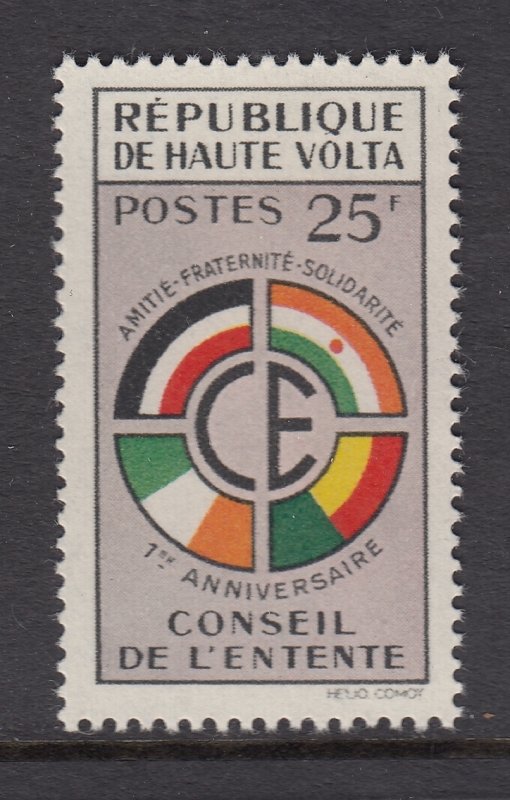 RÉPUBLIQUE
DE HAUTE VOLTA
POSTES 25F
AMITIÉ-FRATERNITÉ-SOLIDARITÉ
CE
1ER ANNIVERSAIRE
CONSEIL
DE L'ENTENTE
HELIO. COMOY